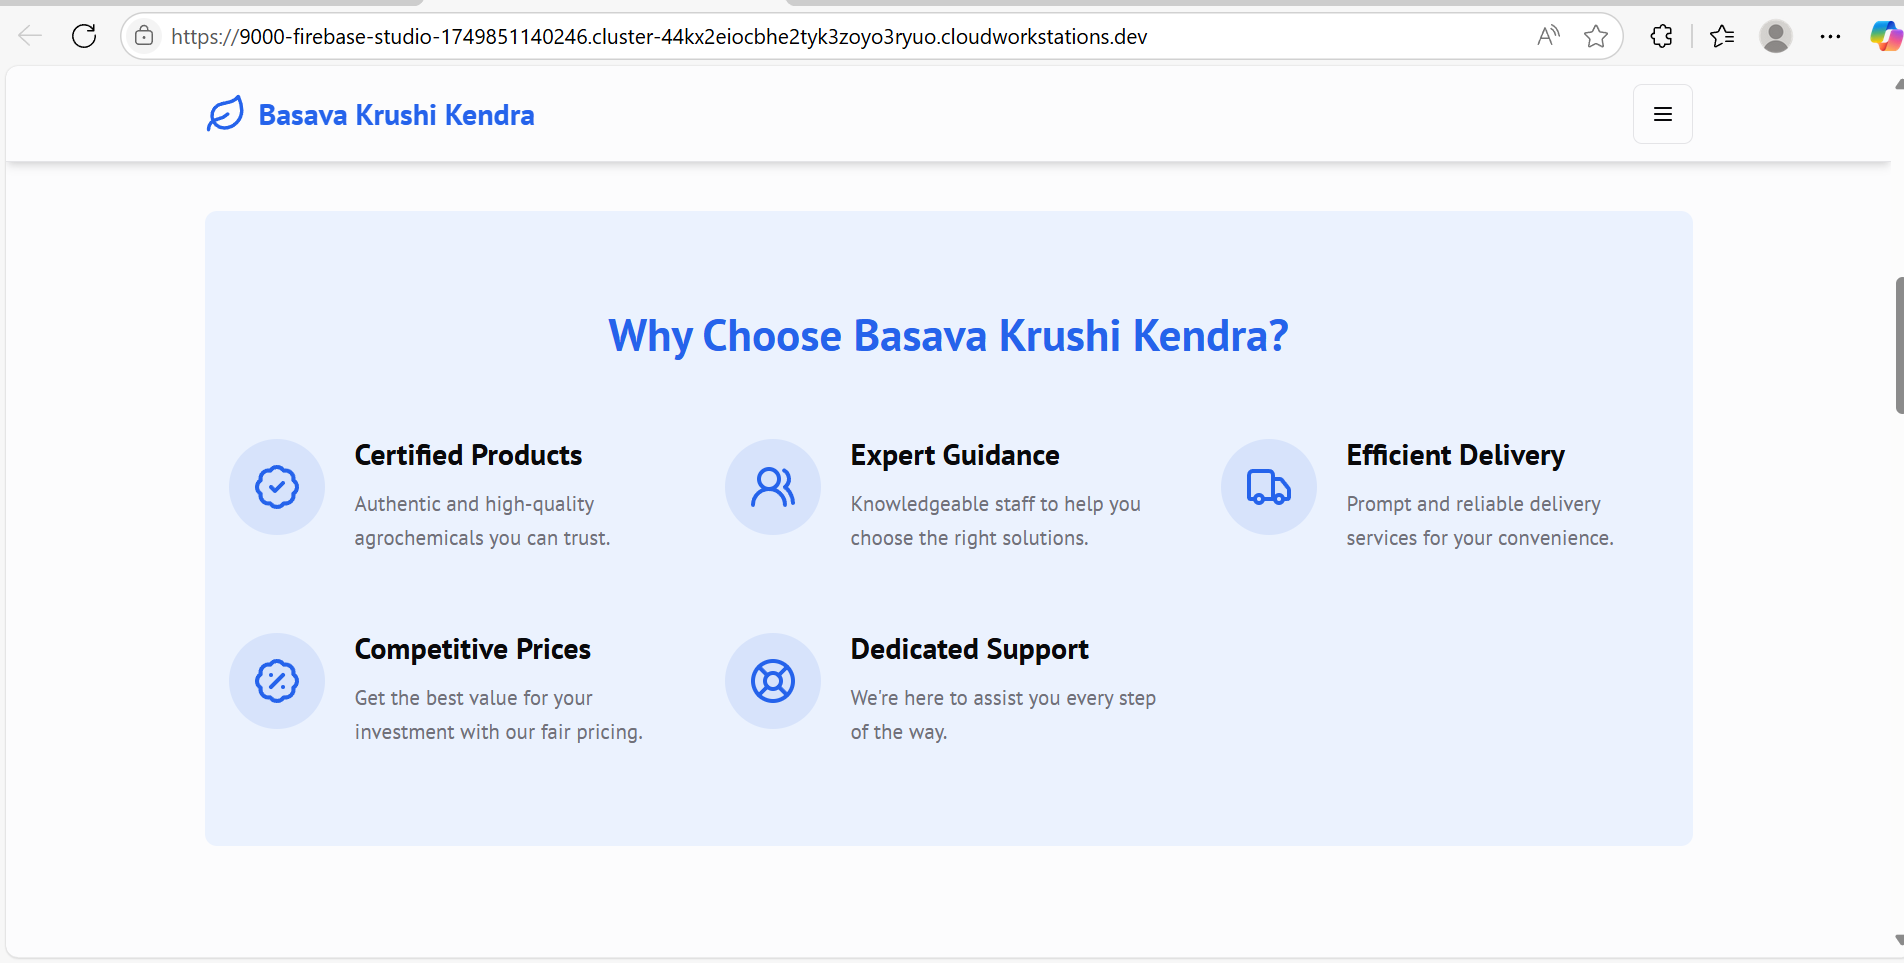 https://9000-firebase-studio-1749851140246.cluster-44kx2eiocbhe2tyk3zoyo3ryuo.cloudworkstations.dev
Basava Krushi Kendra
Why Choose Basava Krushi Kendra?
Certified Products
Authentic and high-quality
agrochemicals you can trust.
Expert Guidance
Knowledgeable staff to help you
choose the right solutions.
Efficient Delivery
Prompt and reliable delivery
services for your convenience.
Competitive Prices
Get the best value for your
investment with our fair pricing.
Dedicated Support
We're here to assist you every step
of the way.